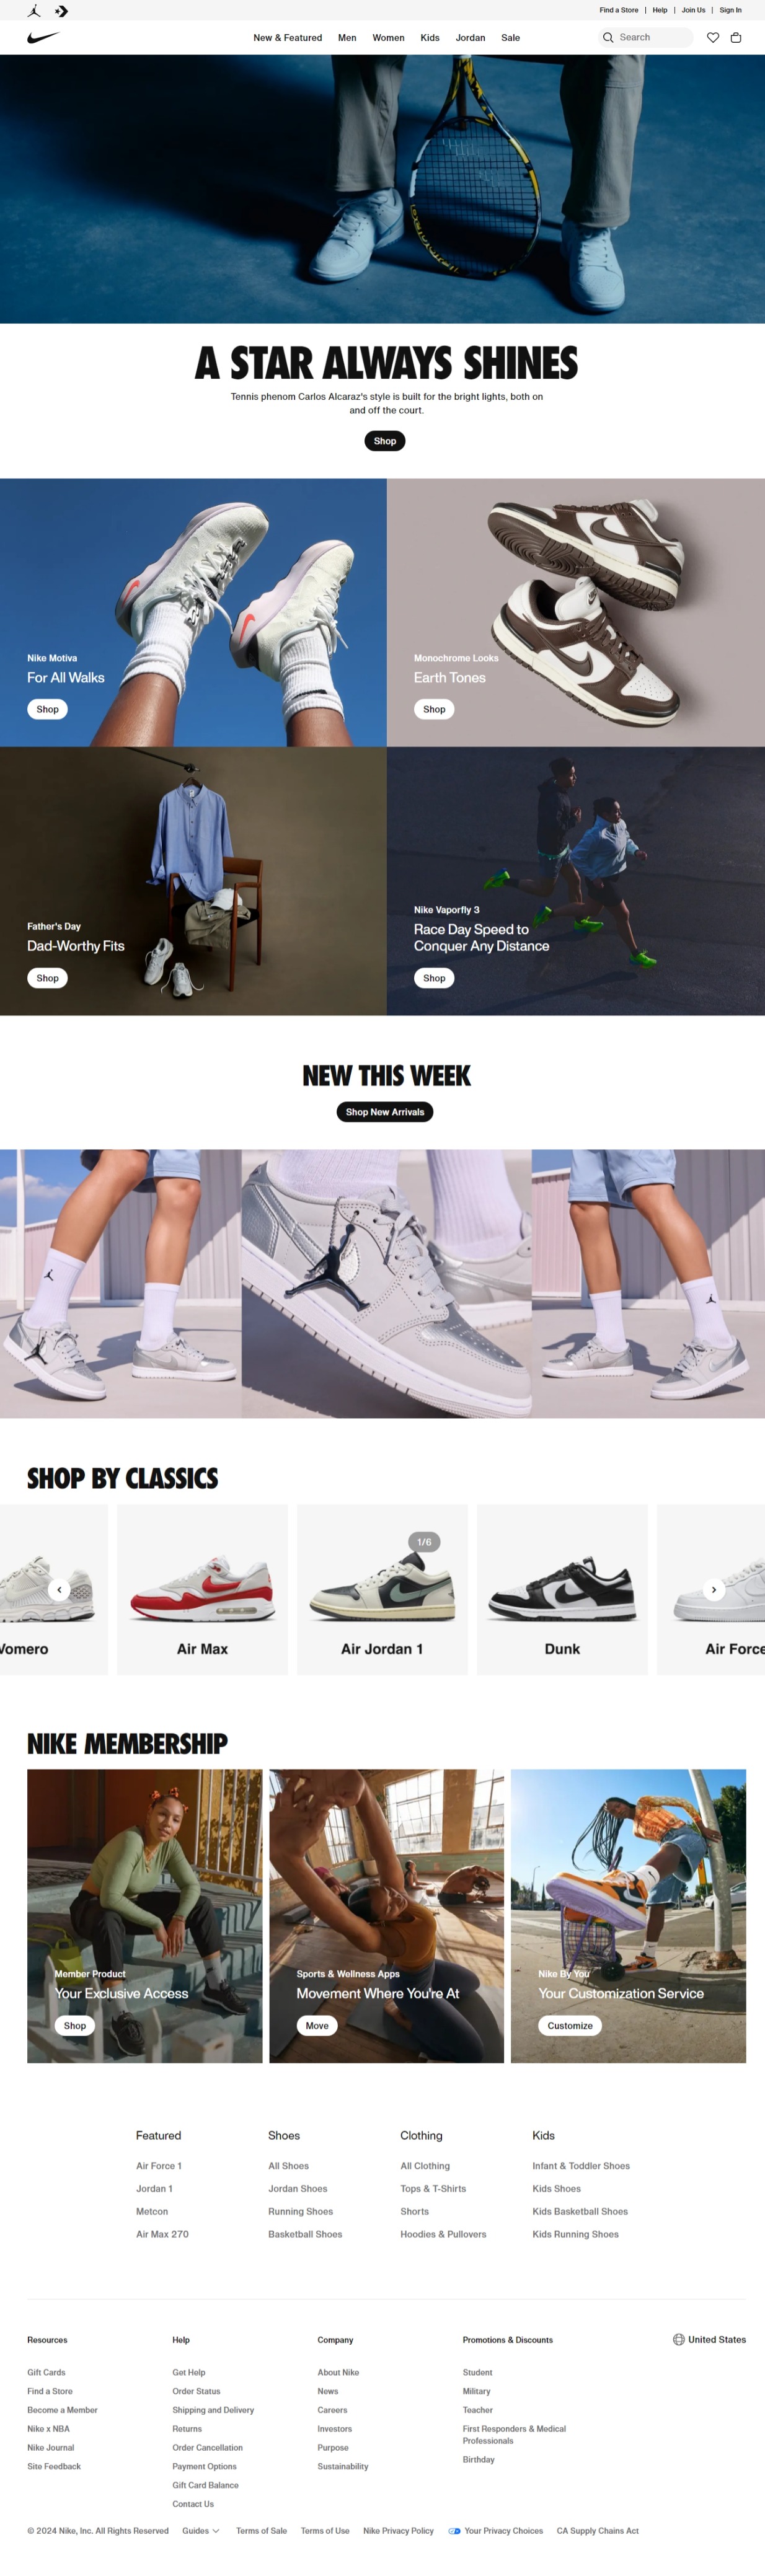 Find a Store | Help | Join Us | Sign In
New & Featured Men Women Kids Jordan Sale Search
A STAR ALWAYS SHINES
Tennis phenom Carlos Alcaraz's style is built for the bright lights, both on
and off the court.
Shop
Nike Motiva
For All Walks
Shop
Monochrome Looks
Earth Tones
Shop
Father's Day
Dad-Worthy Fits
Shop
Nike Vaporfly 3
Race Day Speed to
Conquer Any Distance
Shop
NEW THIS WEEK
Shop New Arrivals
SHOP BY CLASSICS
1/6
Vomero Air Max Air Jordan 1 Dunk Air Force
NIKE MEMBERSHIP
Member Product
Your Exclusive Access
Shop
Sports & Wellness Apps
Movement Where You're At
Move
Nike By You
Your Customization Service
Customize
Featured
Air Force 1
Jordan 1
Metcon
Air Max 270
Shoes
All Shoes
Jordan Shoes
Running Shoes
Basketball Shoes
Clothing
All Clothing
Tops & T-Shirts
Shorts
Hoodies & Pullovers
Kids
Infant & Toddler Shoes
Kids Shoes
Kids Basketball Shoes
Kids Running Shoes
Resources
Gift Cards
Find a Store
Become a Member
Nike x NBA
Nike Journal
Site Feedback
Help
Get Help
Order Status
Shipping and Delivery
Returns
Order Cancellation
Payment Options
Gift Card Balance
Contact Us
Company
About Nike
News
Careers
Investors
Purpose
Sustainability
Promotions & Discounts
Student
Military
Teacher
First Responders & Medical
Professionals
Birthday
United States
© 2024 Nike, Inc. All Rights Reserved Guides Terms of Sale Terms of Use Nike Privacy Policy Your Privacy Choices CA Supply Chains Act